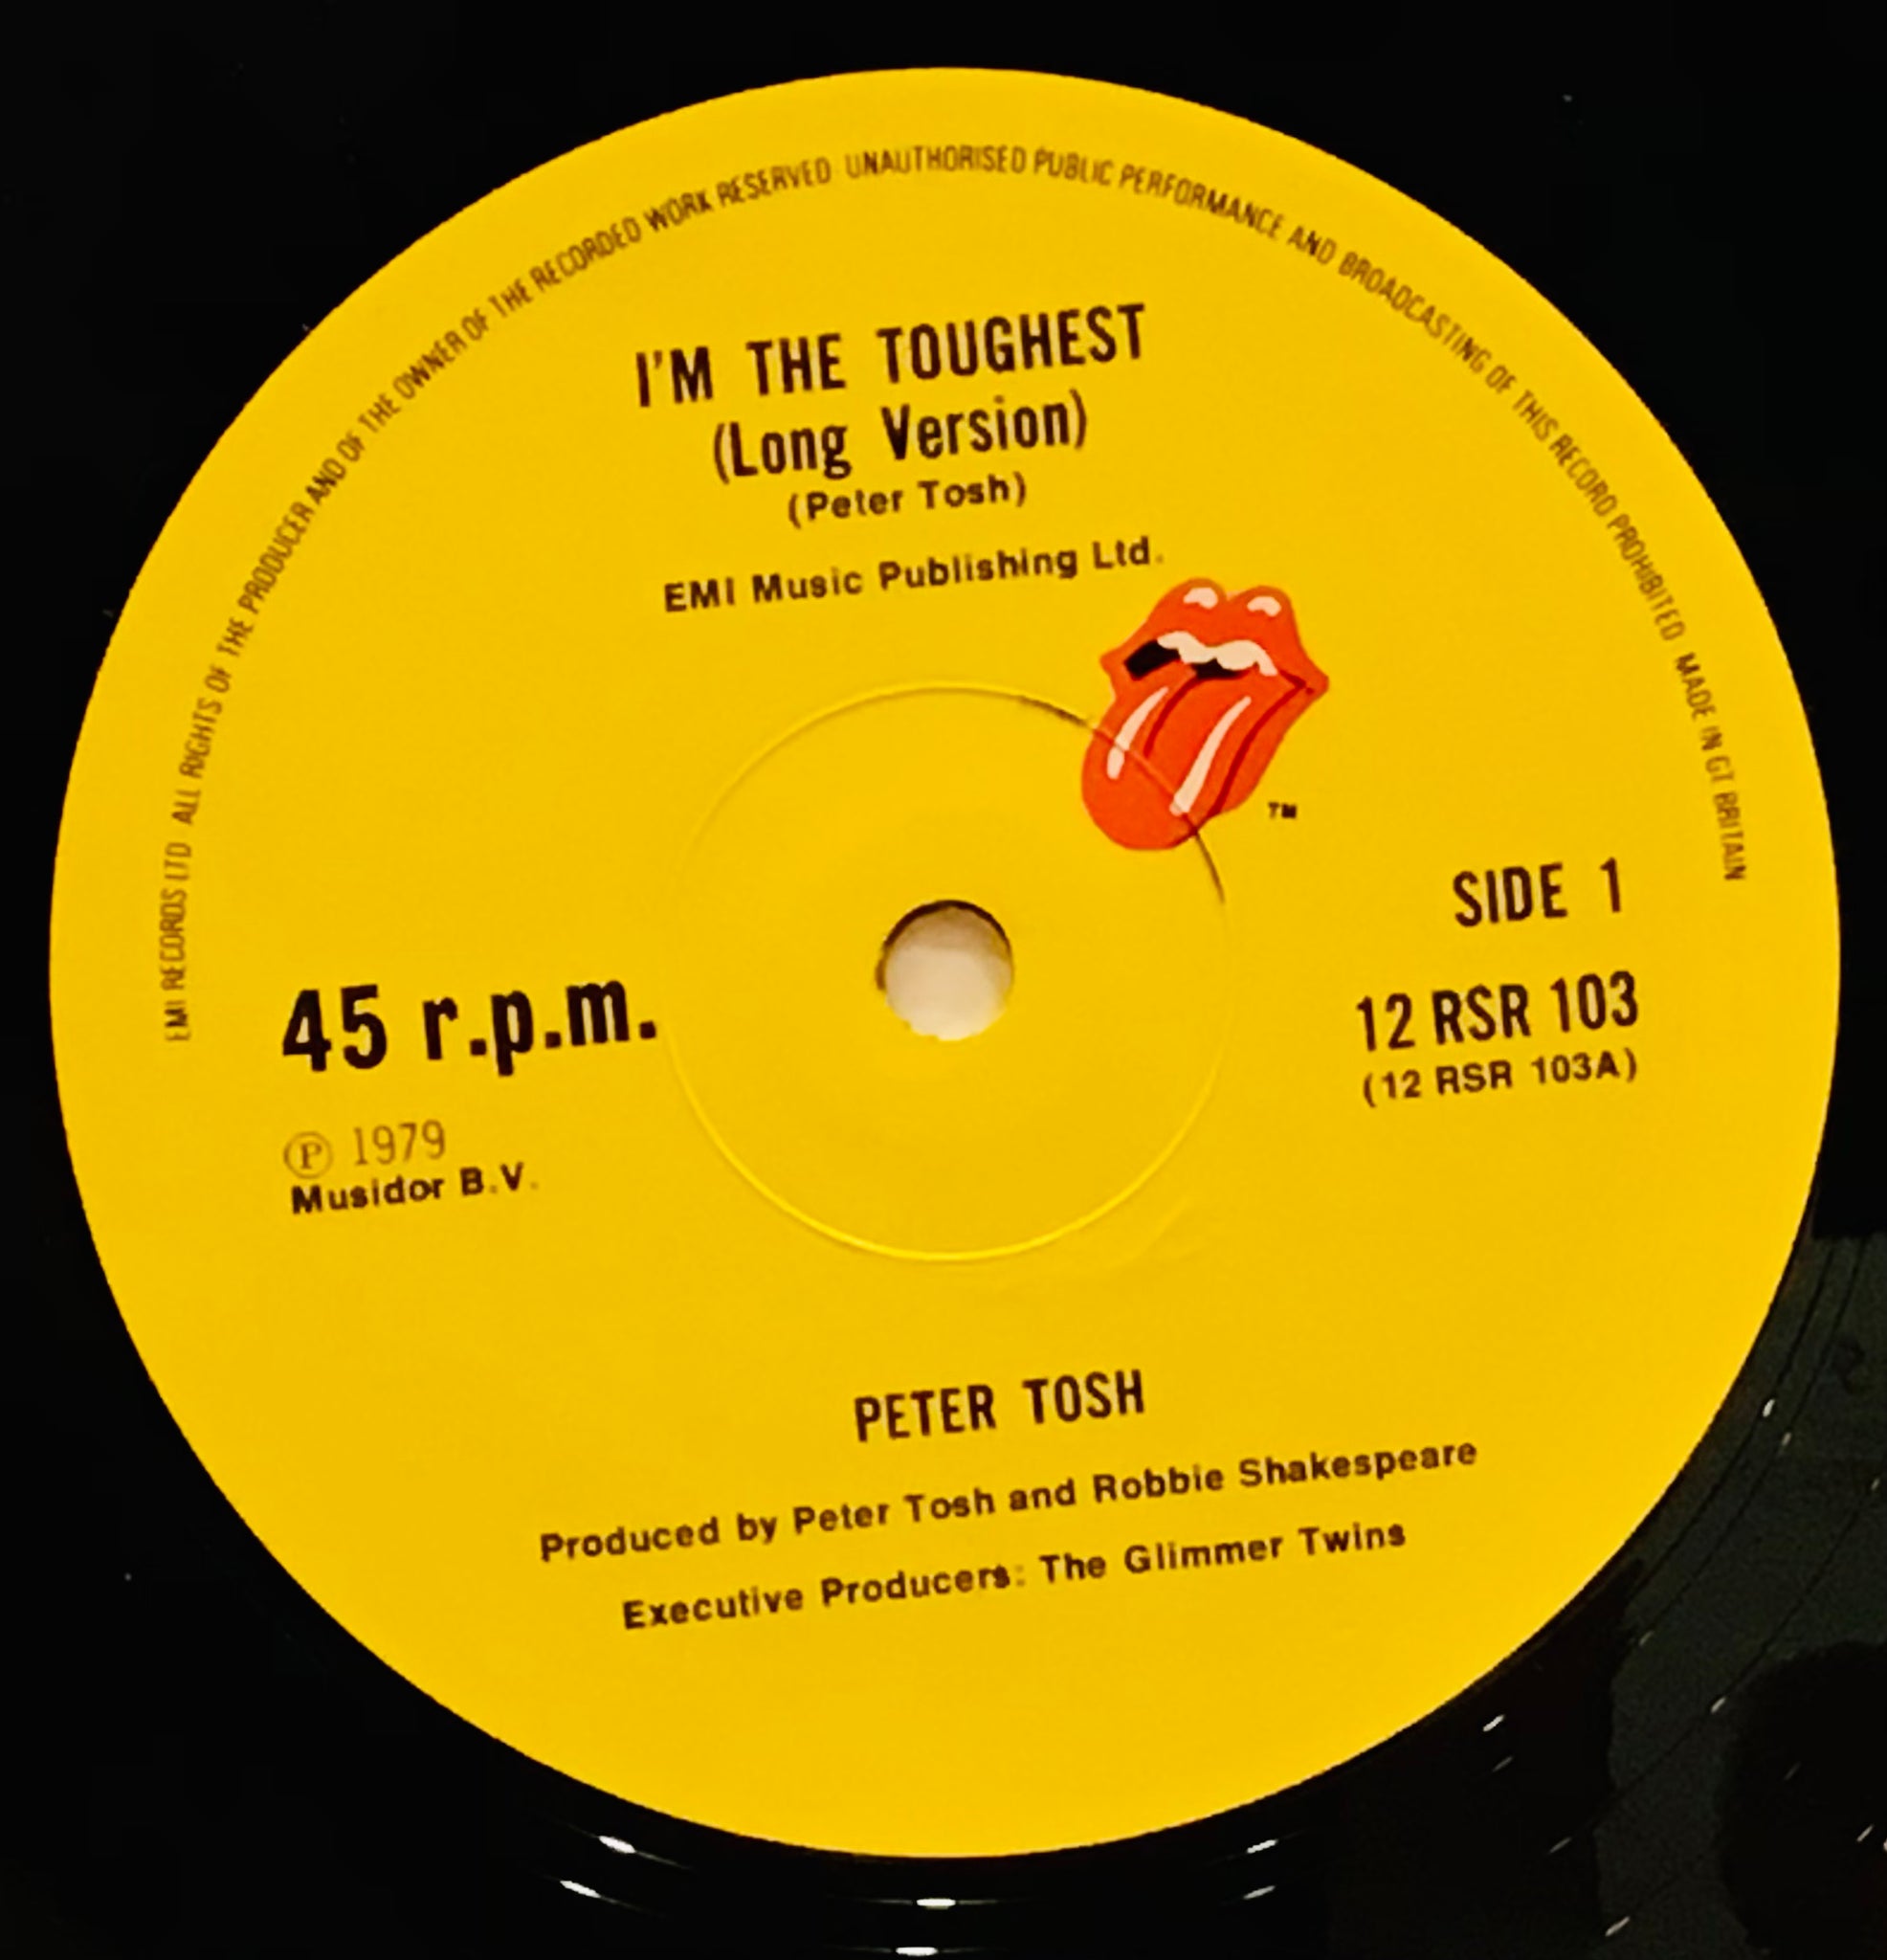 EMI RECORDS LTD ALL RIGHTS OF THE PRODUCER AND OF THE OWNER OF THE RECORDED WORK RESERVED UNAUTHORISED PUBLIC PERFORMANCE AND BROADCASTING OF THIS RECORD PROHIBITED MADE IN GT BRITAIN
I'M THE TOUGHEST
(Long Version)
(Peter Tosh)
EMI Music Publishing Ltd.
TM
SIDE 1
45 r.p.m.
12 RSR 103
(12 RSR 103A)
Ⓟ 1979
Musidor B.V.
PETER TOSH
Produced by Peter Tosh and Robbie Shakespeare
Executive Producers: The Glimmer Twins